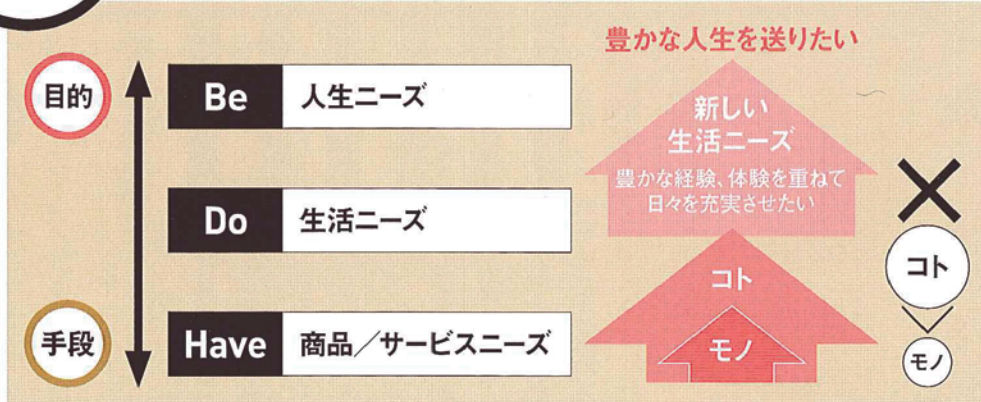 目的
Be 人生ニーズ
Do 生活ニーズ
手段
Have 商品／サービスニーズ
豊かな人生を送りたい
新しい
生活ニーズ
豊かな経験、体験を重ねて
日々を充実させたい
コト
モノ
コト
モノ